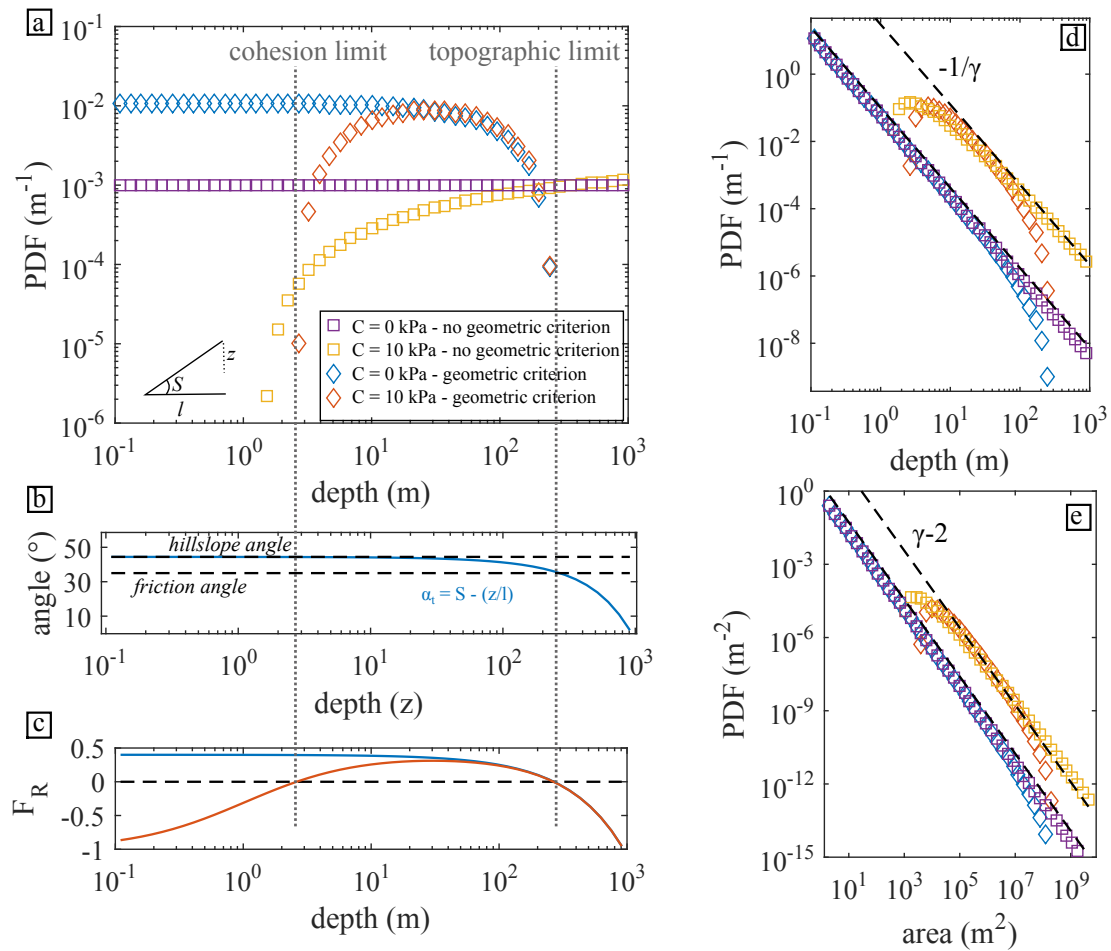 a
10^-1
10^-2
10^-3
10^-4
10^-5
10^-6
PDF (m^-1)
cohesion limit
topographic limit
C = 0 kPa - no geometric criterion
C = 10 kPa - no geometric criterion
C = 0 kPa - geometric criterion
C = 10 kPa - geometric criterion
S
z
l
10^-1 10^0 10^1 10^2 10^3
depth (m)
b
50
30
10
angle (°)
hillslope angle
friction angle
α_t = S - (z/l)
10^-1 10^0 10^1 10^2 10^3
depth (z)
c
0.5
0
-0.5
-1
F_R
10^-1 10^0 10^1 10^2 10^3
depth (m)
d
-1/γ
10^0
10^-2
10^-4
10^-6
10^-8
PDF (m^-1)
10^-1 10^0 10^1 10^2 10^3
depth (m)
e
γ-2
10^0
10^-3
10^-6
10^-9
10^-12
10^-15
PDF (m^-2)
10^1 10^3 10^5 10^7 10^9
area (m^2)